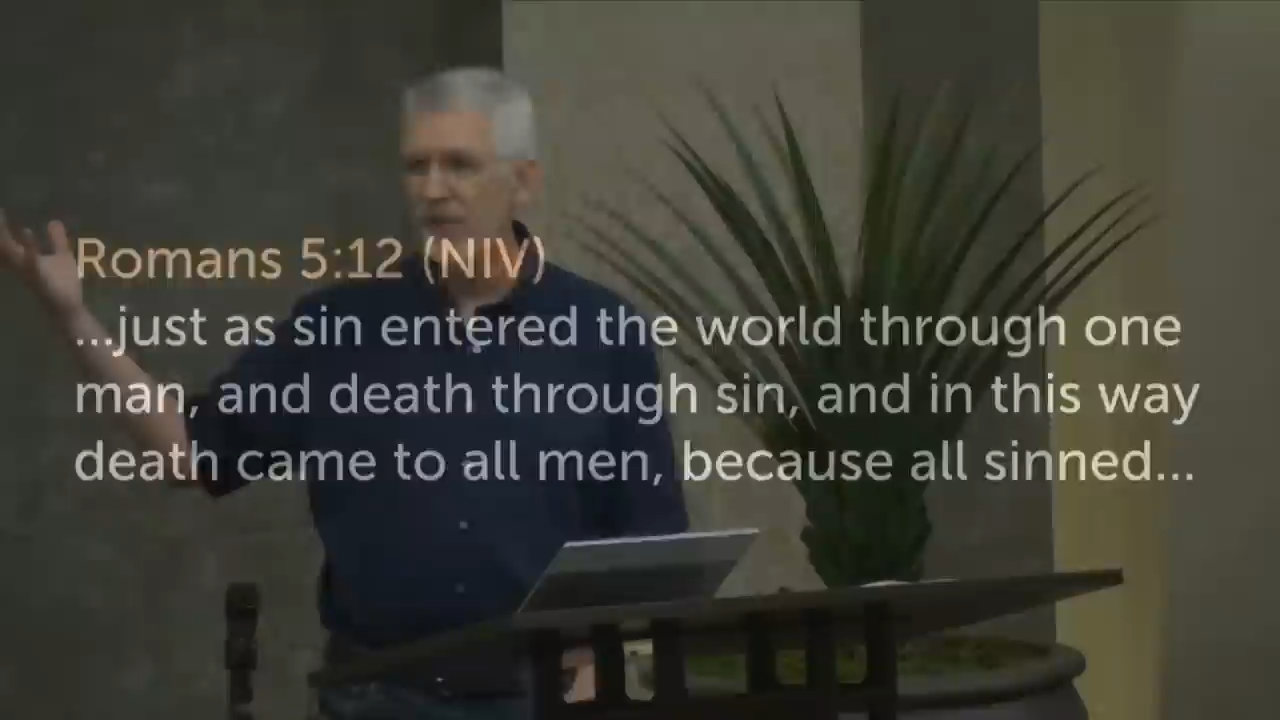 Romans 5:12 (NIV)
...just as sin entered the world through one
man, and death through sin, and in this way
death came to all men, because all sinned...